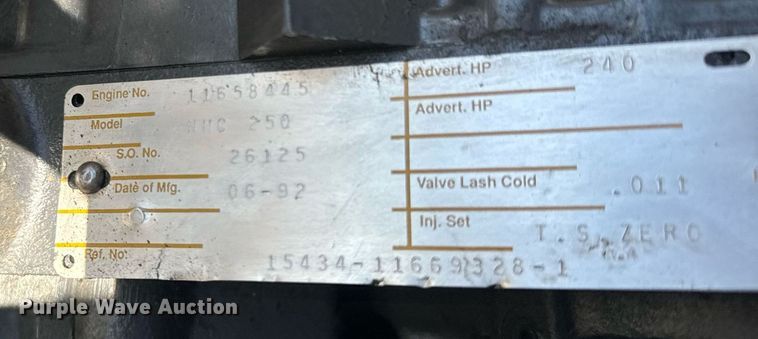 Engine No. 11658445
Model NHC 250
S.O. No. 26125
Date of Mfg. 06-92
Ref. No: 15434-11669328-1
Advert. HP 240
Advert. HP
Valve Lash Cold .011
Inj. Set T.S. ZERO
Purple Wave Auction